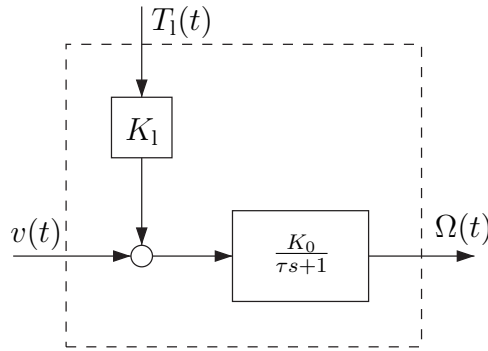 T_l(t)
K_l
v(t)
K_0
τs+1
Ω(t)